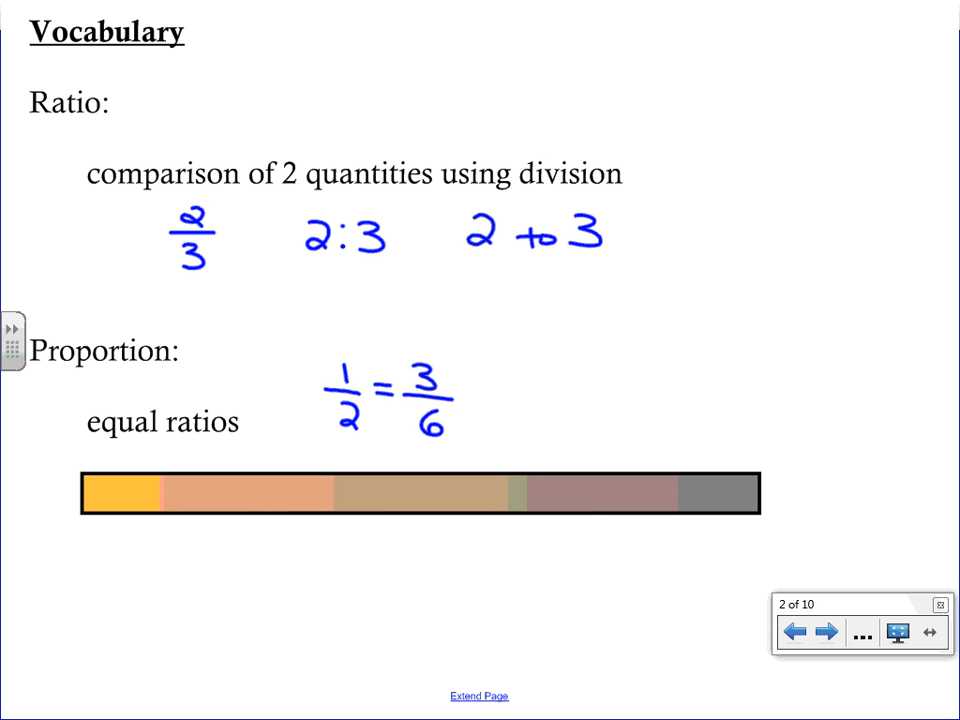 Vocabulary
Ratio:
comparison of 2 quantities using division
2/3 2:3 2 to 3
Proportion:
equal ratios 1/2 = 3/6
2 of 10
...
Extend Page